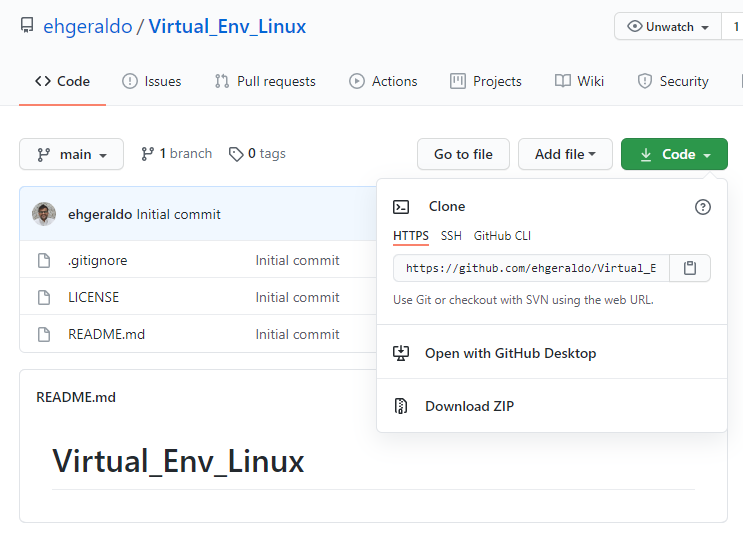 ehgeraldo / Virtual_Env_Linux
Unwatch 1
Code Issues Pull requests Actions Projects Wiki Security
main 1 branch 0 tags Go to file Add file Code
ehgeraldo Initial commit
Clone
HTTPS SSH GitHub CLI
.gitignore Initial commit
https://github.com/ehgeraldo/Virtual_E
LICENSE Initial commit
Use Git or checkout with SVN using the web URL.
README.md Initial commit
Open with GitHub Desktop
README.md
Download ZIP
Virtual_Env_Linux